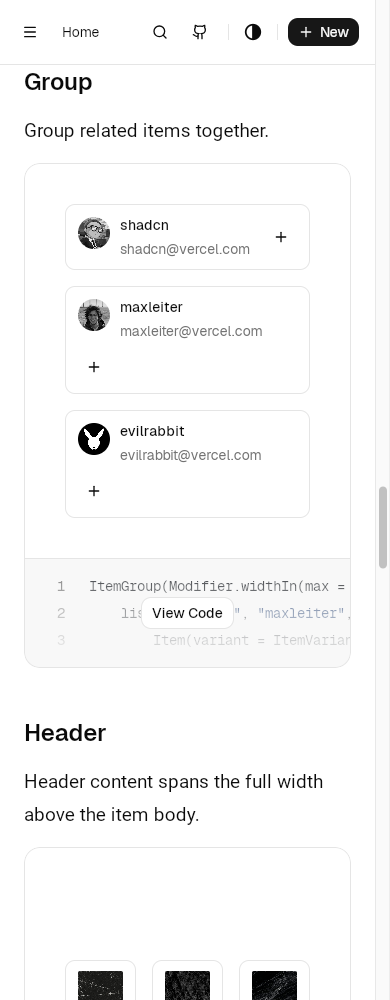 Home
New
Group
Group related items together.
shadcn
shadcn@vercel.com
maxleiter
maxleiter@vercel.com
evilrabbit
evilrabbit@vercel.com
1 ItemGroup(Modifier.widthIn(max =
2 lis View Code ", "maxleiter",
3 Item(variant = ItemVarian
Header
Header content spans the full width
above the item body.